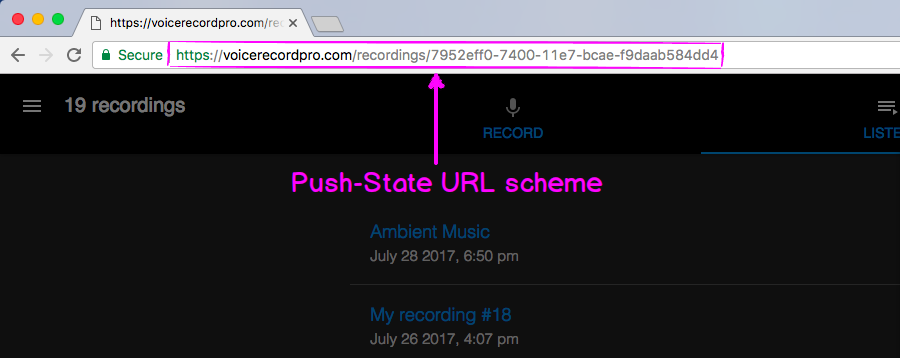 https://voicerecordpro.com/rec
Secure https://voicerecordpro.com/recordings/7952eff0-7400-11e7-bcae-f9daab584dd4
19 recordings
RECORD
LISTE
Push-State URL scheme
Ambient Music
July 28 2017, 6:50 pm
My recording #18
July 26 2017, 4:07 pm